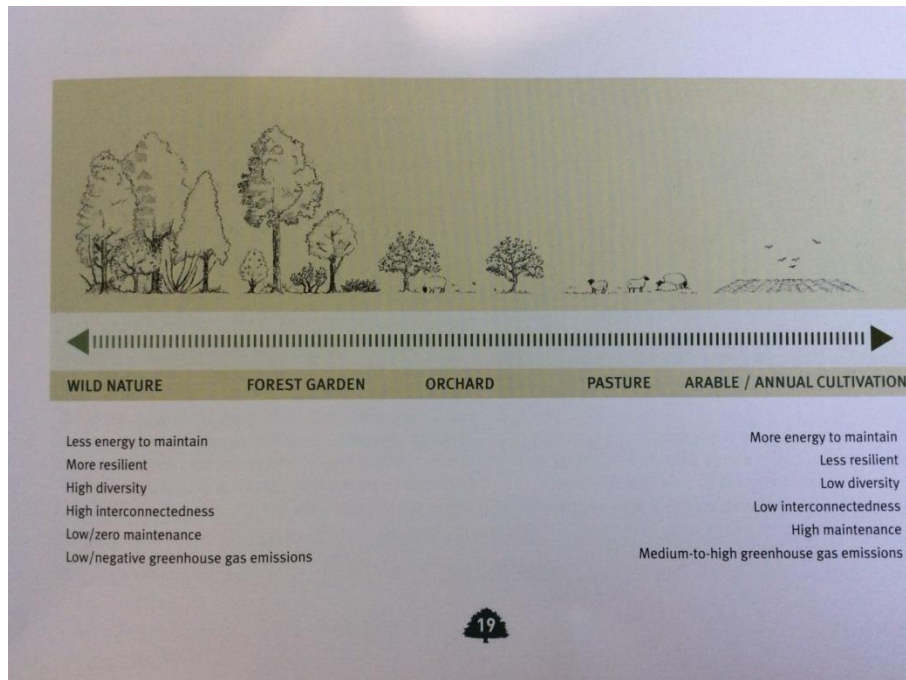 WILD NATURE FOREST GARDEN ORCHARD PASTURE ARABLE / ANNUAL CULTIVATION
Less energy to maintain
More resilient
High diversity
High interconnectedness
Low/zero maintenance
Low/negative greenhouse gas emissions
More energy to maintain
Less resilient
Low diversity
Low interconnectedness
High maintenance
Medium-to-high greenhouse gas emissions
19